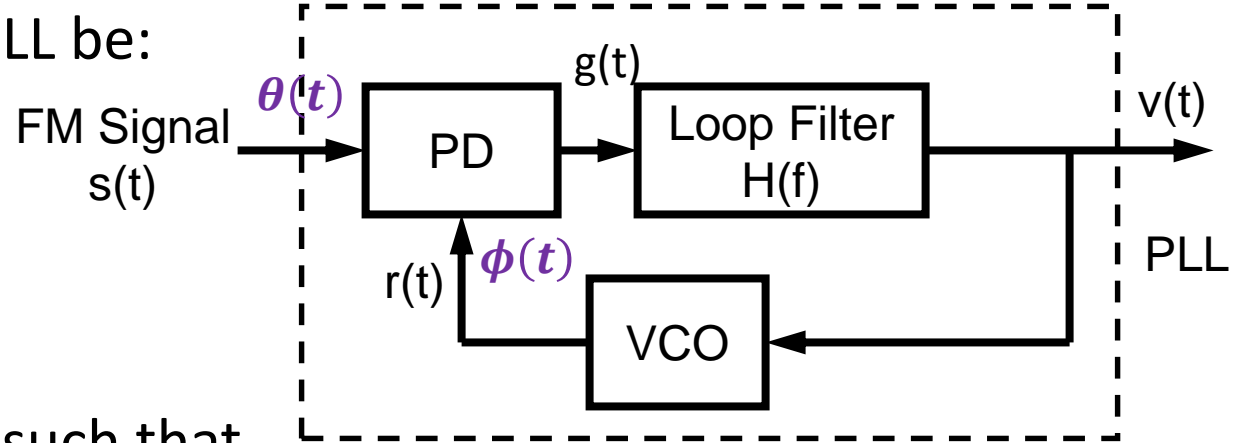 LL be:
g(t)
θ(t)
v(t)
FM Signal
s(t)
PD
Loop Filter
H(f)
r(t)
ϕ(t)
PLL
VCO
such that